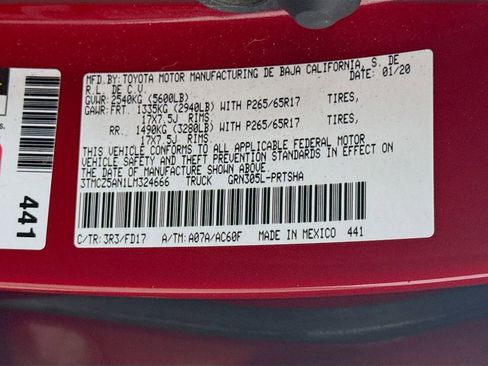 MFD.BY:TOYOTA MOTOR MANUFACTURING DE BAJA CALIFORNIA, S. DE
R.L. DE C.V. 01/20
GVWR: 2540KG (5600LB)
GAWR:FRT. 1335KG (2940LB) WITH P265/65R17 TIRES,
17X7.5J RIMS
RR. 1490KG (3280LB) WITH P265/65R17 TIRES,
17X7.5J RIMS
THIS VEHICLE CONFORMS TO ALL APPLICABLE FEDERAL MOTOR
VEHICLE SAFETY AND THEFT PREVENTION STANDARDS IN EFFECT ON
THE DATE OF MANUFACTURE SHOWN ABOVE.
3TMCZ5AN1LM324666 TRUCK GRN305L-PRTSHA
C/TR:3R3/FD17 A/TM:A07A/AC60F MADE IN MEXICO 441
s.
441